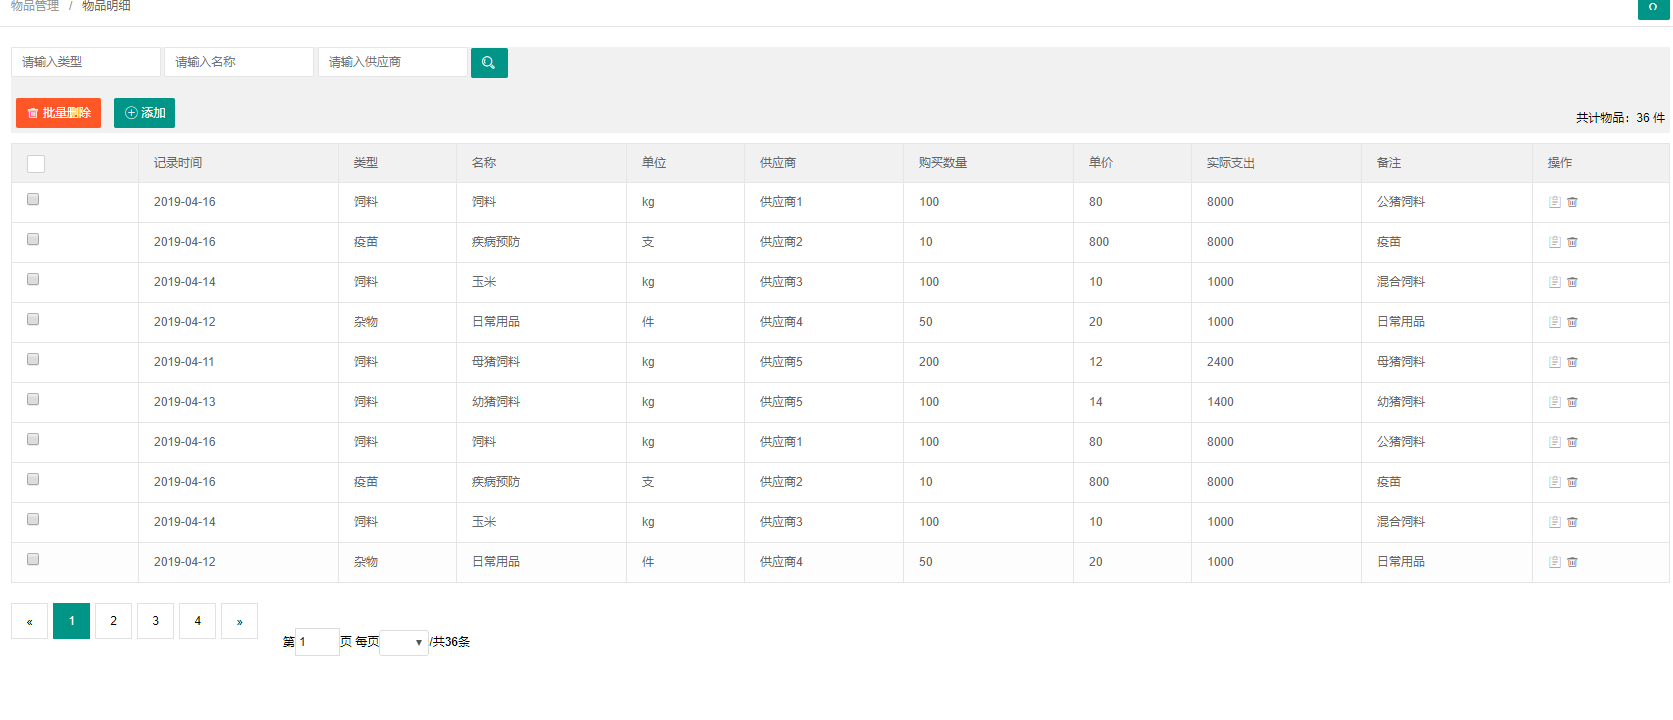 物品管理 / 物品明细
请输入类型 请输入名称 请输入供应商
批量删除 添加 共计物品：36 件
记录时间 类型 名称 单位 供应商 购买数量 单价 实际支出 备注 操作
2019-04-16 饲料 饲料 kg 供应商1 100 80 8000 公猪饲料
2019-04-16 疫苗 疾病预防 支 供应商2 10 800 8000 疫苗
2019-04-14 饲料 玉米 kg 供应商3 100 10 1000 混合饲料
2019-04-12 杂物 日常用品 件 供应商4 50 20 1000 日常用品
2019-04-11 饲料 母猪饲料 kg 供应商5 200 12 2400 母猪饲料
2019-04-13 饲料 幼猪饲料 kg 供应商5 100 14 1400 幼猪饲料
2019-04-16 饲料 饲料 kg 供应商1 100 80 8000 公猪饲料
2019-04-16 疫苗 疾病预防 支 供应商2 10 800 8000 疫苗
2019-04-14 饲料 玉米 kg 供应商3 100 10 1000 混合饲料
2019-04-12 杂物 日常用品 件 供应商4 50 20 1000 日常用品
« 1 2 3 4 »
第 1 页 每页 /共36条